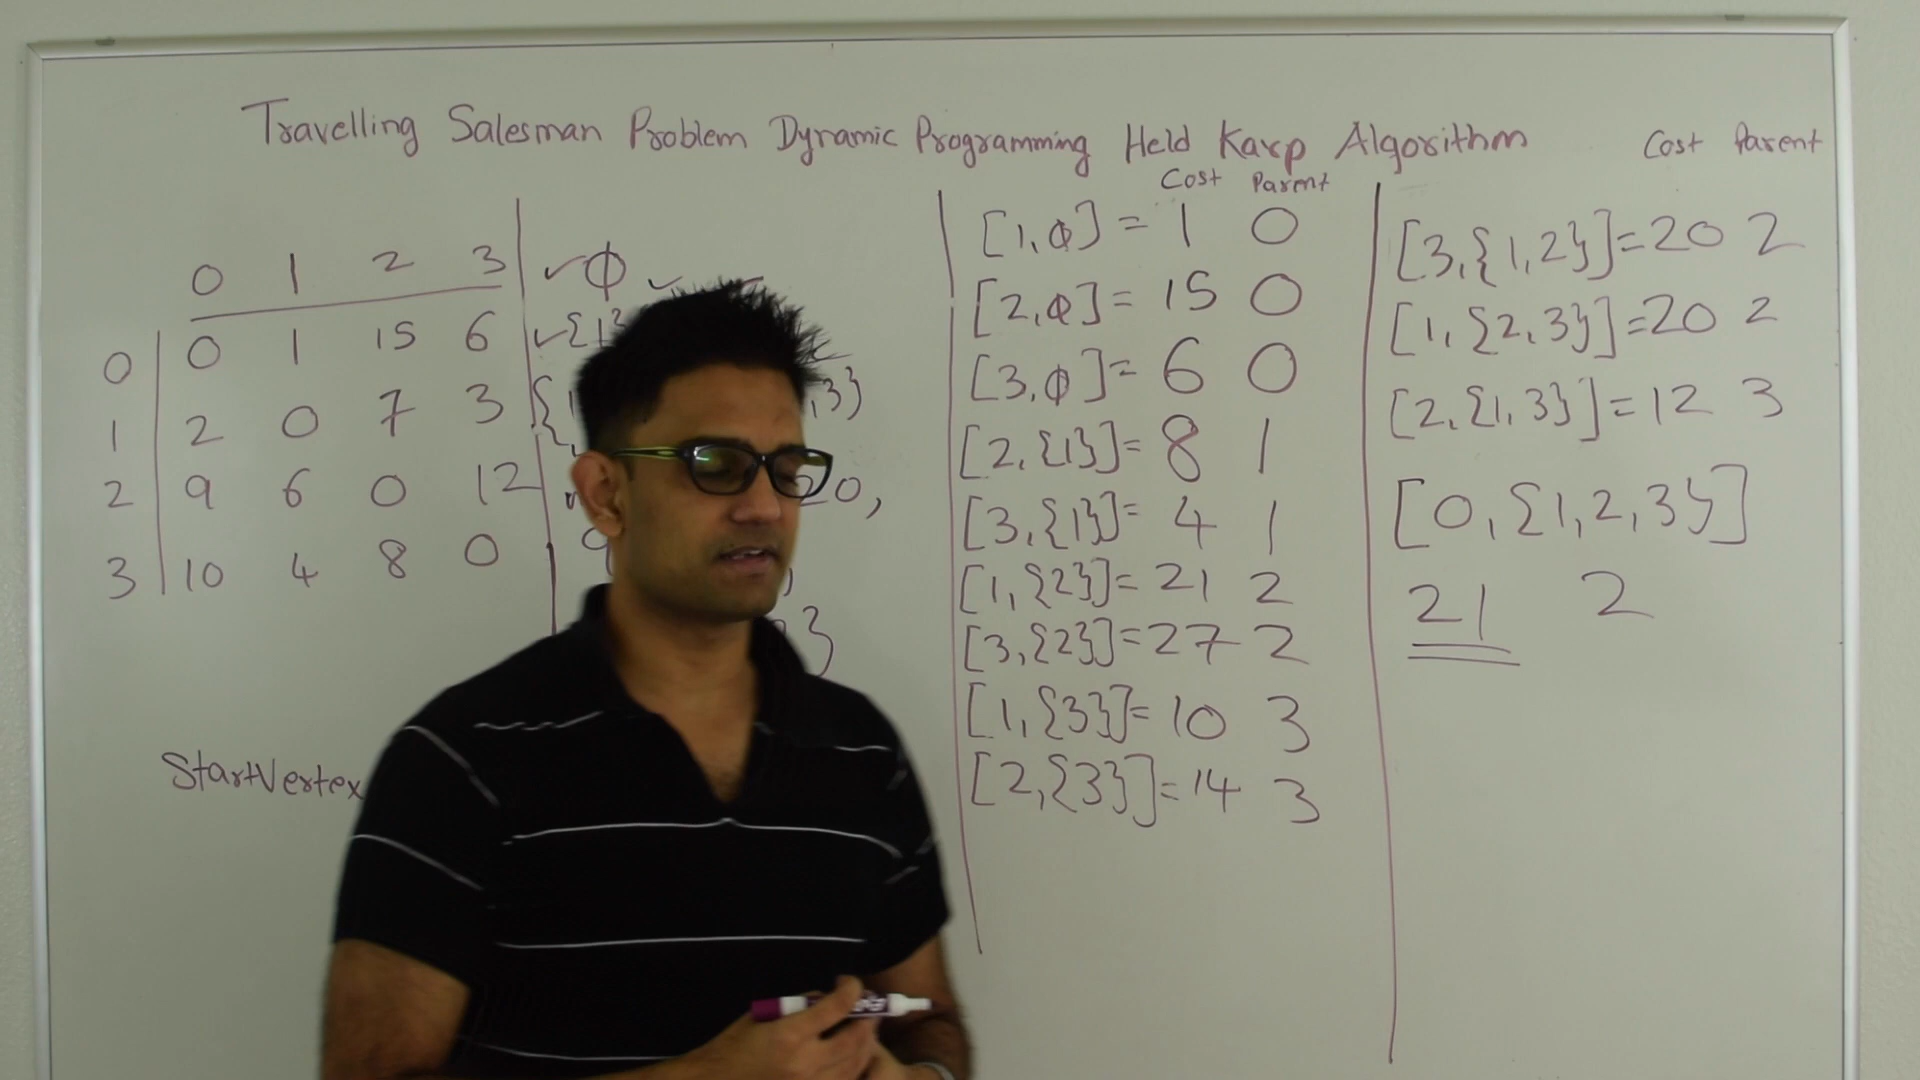 Travelling Salesman Problem Dynamic Programming Held Karp Algorithm
0 1 2 3
0 0 1 15 6
1 2 0 7 3
2 9 6 0 12
3 10 4 8 0
✓ϕ ✓
✓{1}
,3}
20,
StartVertex
Cost Parent
[1,ϕ] = 1 0
[2,ϕ] = 15 0
[3,ϕ] = 6 0
[2,{1}] = 8 1
[3,{1}] = 4 1
[1,{2}] = 21 2
[3,{2}] = 27 2
[1,{3}] = 10 3
[2,{3}] = 14 3
Cost Parent
[3,{1,2}] = 20 2
[1,{2,3}] = 20 2
[2,{1,3}] = 12 3
[0,{1,2,3}]
21 2